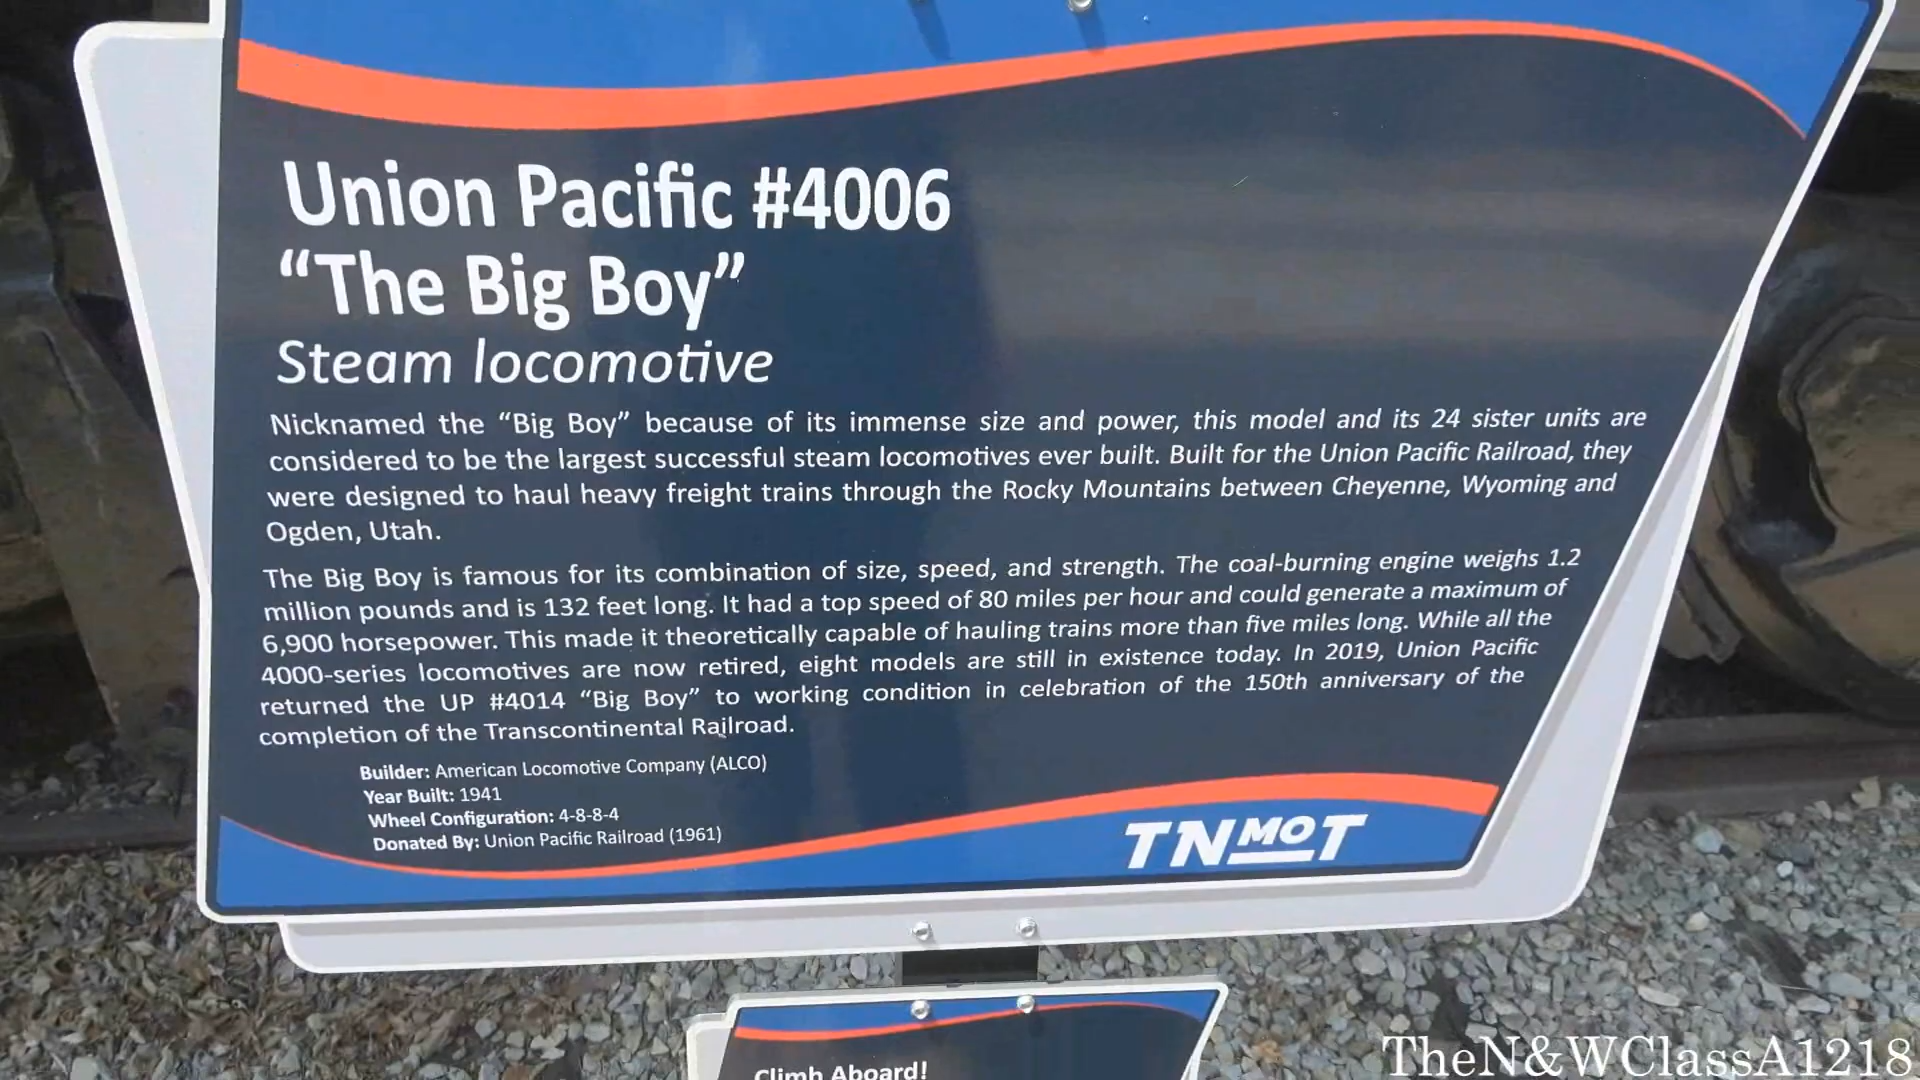 Union Pacific #4006
“The Big Boy”
Steam locomotive
Nicknamed the “Big Boy” because of its immense size and power, this model and its 24 sister units are
considered to be the largest successful steam locomotives ever built. Built for the Union Pacific Railroad, they
were designed to haul heavy freight trains through the Rocky Mountains between Cheyenne, Wyoming and
Ogden, Utah.
The Big Boy is famous for its combination of size, speed, and strength. The coal-burning engine weighs 1.2
million pounds and is 132 feet long. It had a top speed of 80 miles per hour and could generate a maximum of
6,900 horsepower. This made it theoretically capable of hauling trains more than five miles long. While all the
4000-series locomotives are now retired, eight models are still in existence today. In 2019, Union Pacific
returned the UP #4014 “Big Boy” to working condition in celebration of the 150th anniversary of the
completion of the Transcontinental Railroad.
Builder: American Locomotive Company (ALCO)
Year Built: 1941
Wheel Configuration: 4-8-8-4
Donated By: Union Pacific Railroad (1961)
TNMOT
Climb Aboard!
TheN&WClassA1218